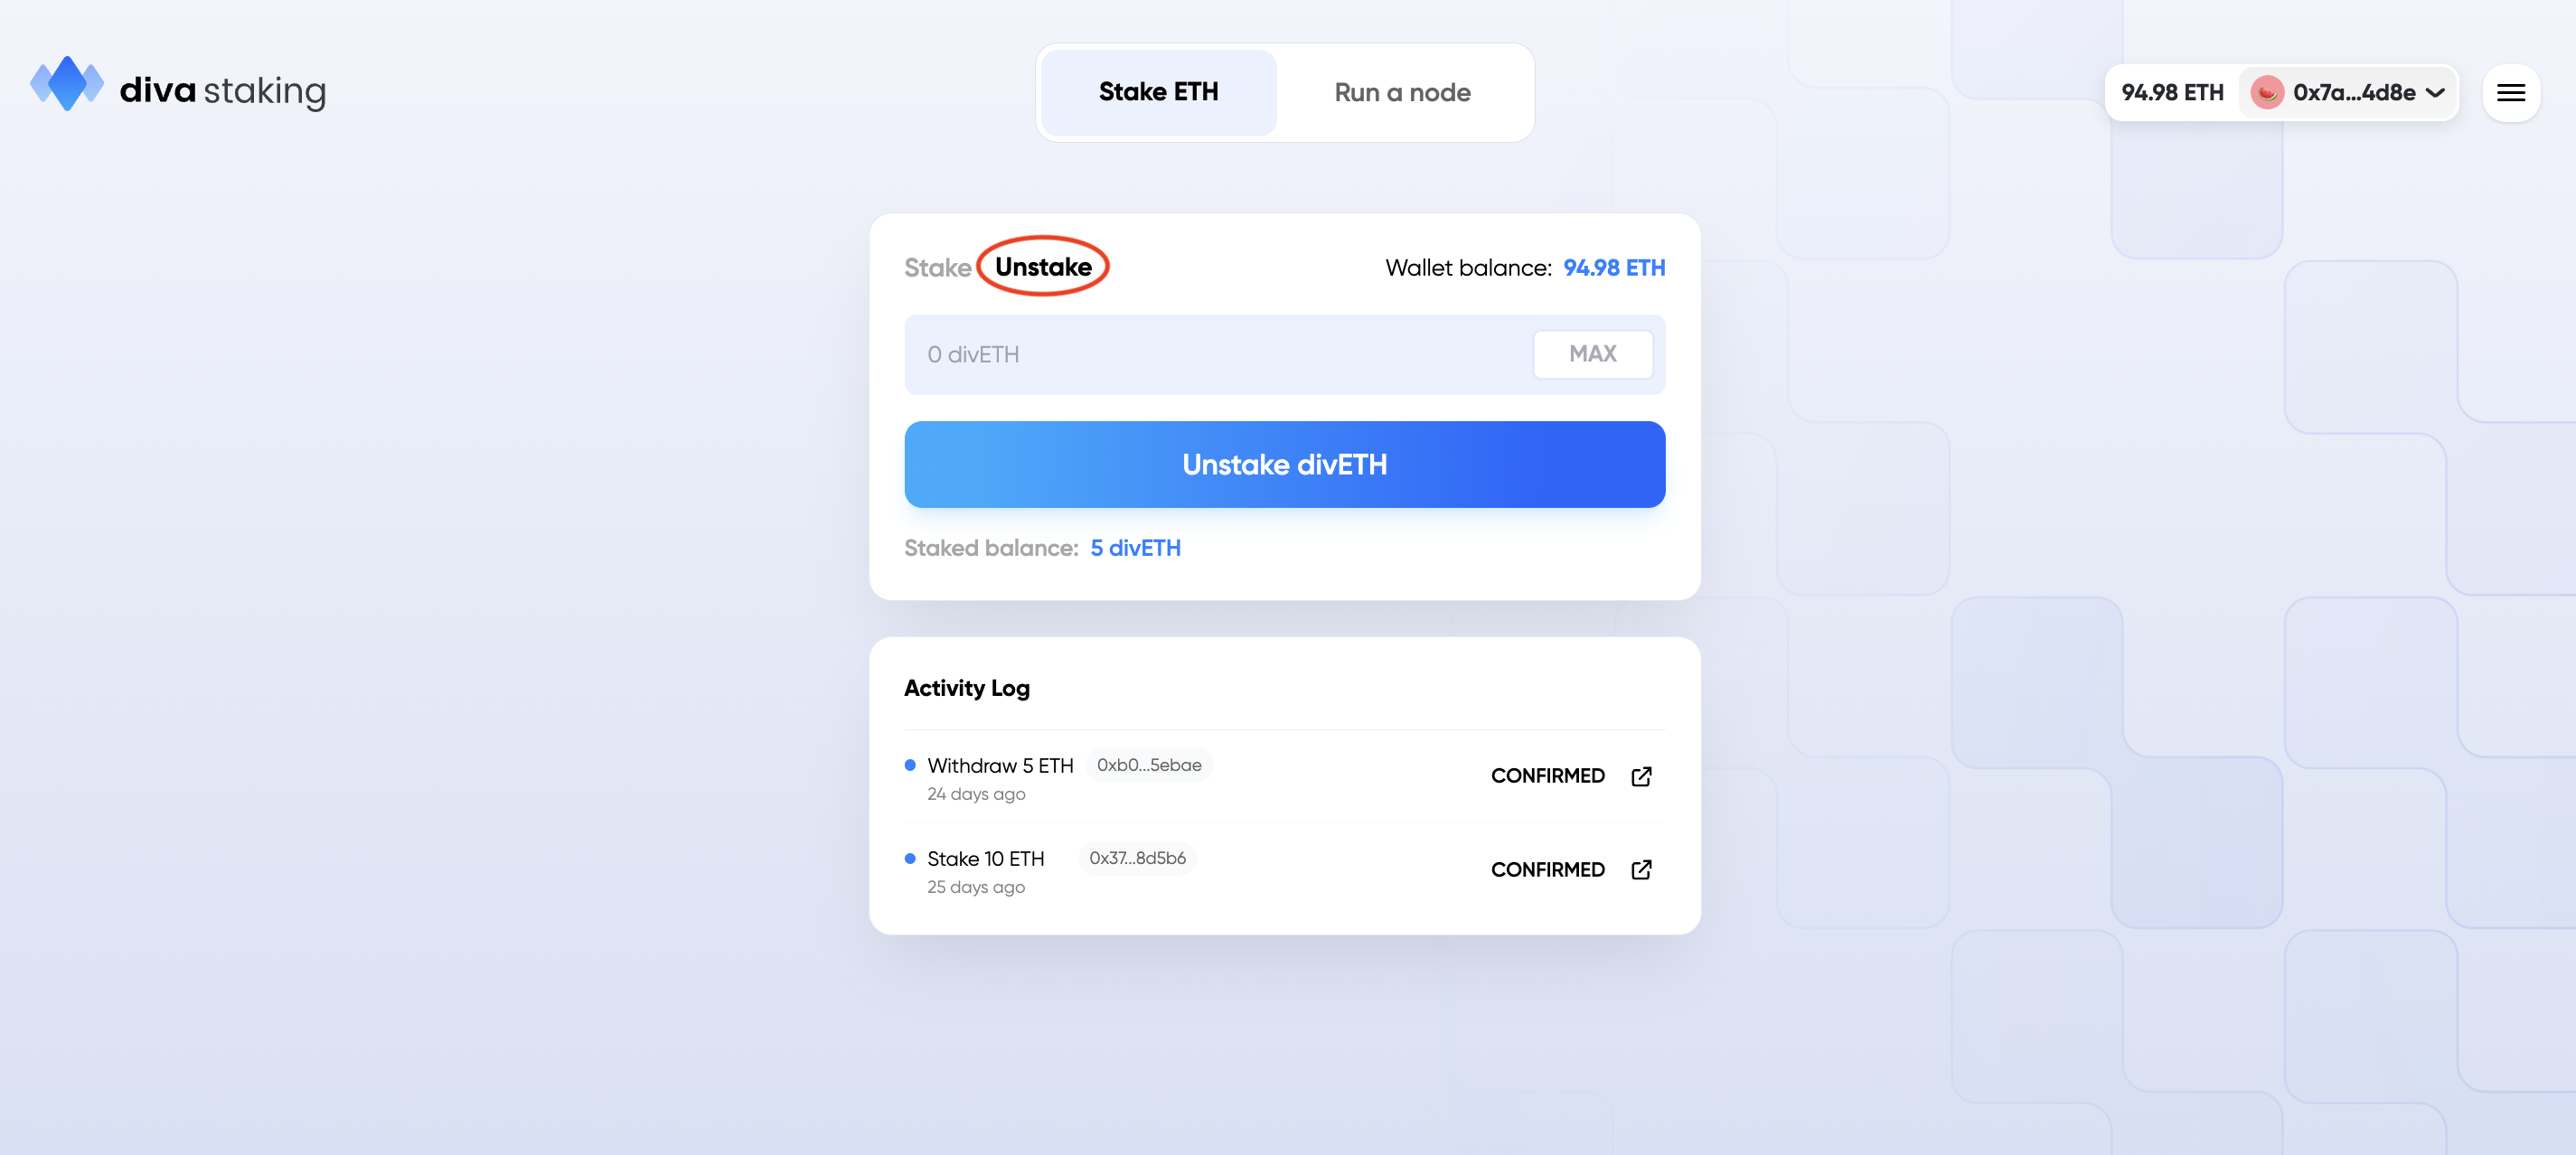 diva staking
Stake ETH
Run a node
94.98 ETH
0x7a...4d8e
Stake Unstake
Wallet balance: 94.98 ETH
0 divETH
MAX
Unstake divETH
Staked balance: 5 divETH
Activity Log
Withdraw 5 ETH 0xb0...5ebae
24 days ago
CONFIRMED
Stake 10 ETH 0x37...8d5b6
25 days ago
CONFIRMED